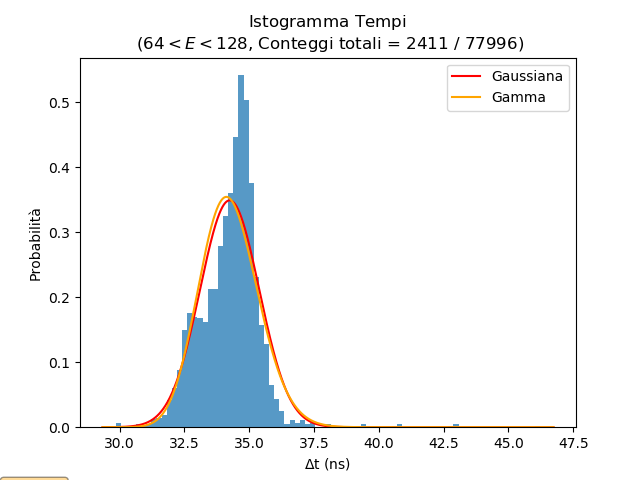 Istogramma Tempi
(64 < E < 128, Conteggi totali = 2411 / 77996)
Gaussiana
Gamma
Probabilità
0.5
0.4
0.3
0.2
0.1
0.0
30.0 32.5 35.0 37.5 40.0 42.5 45.0 47.5
Δt (ns)